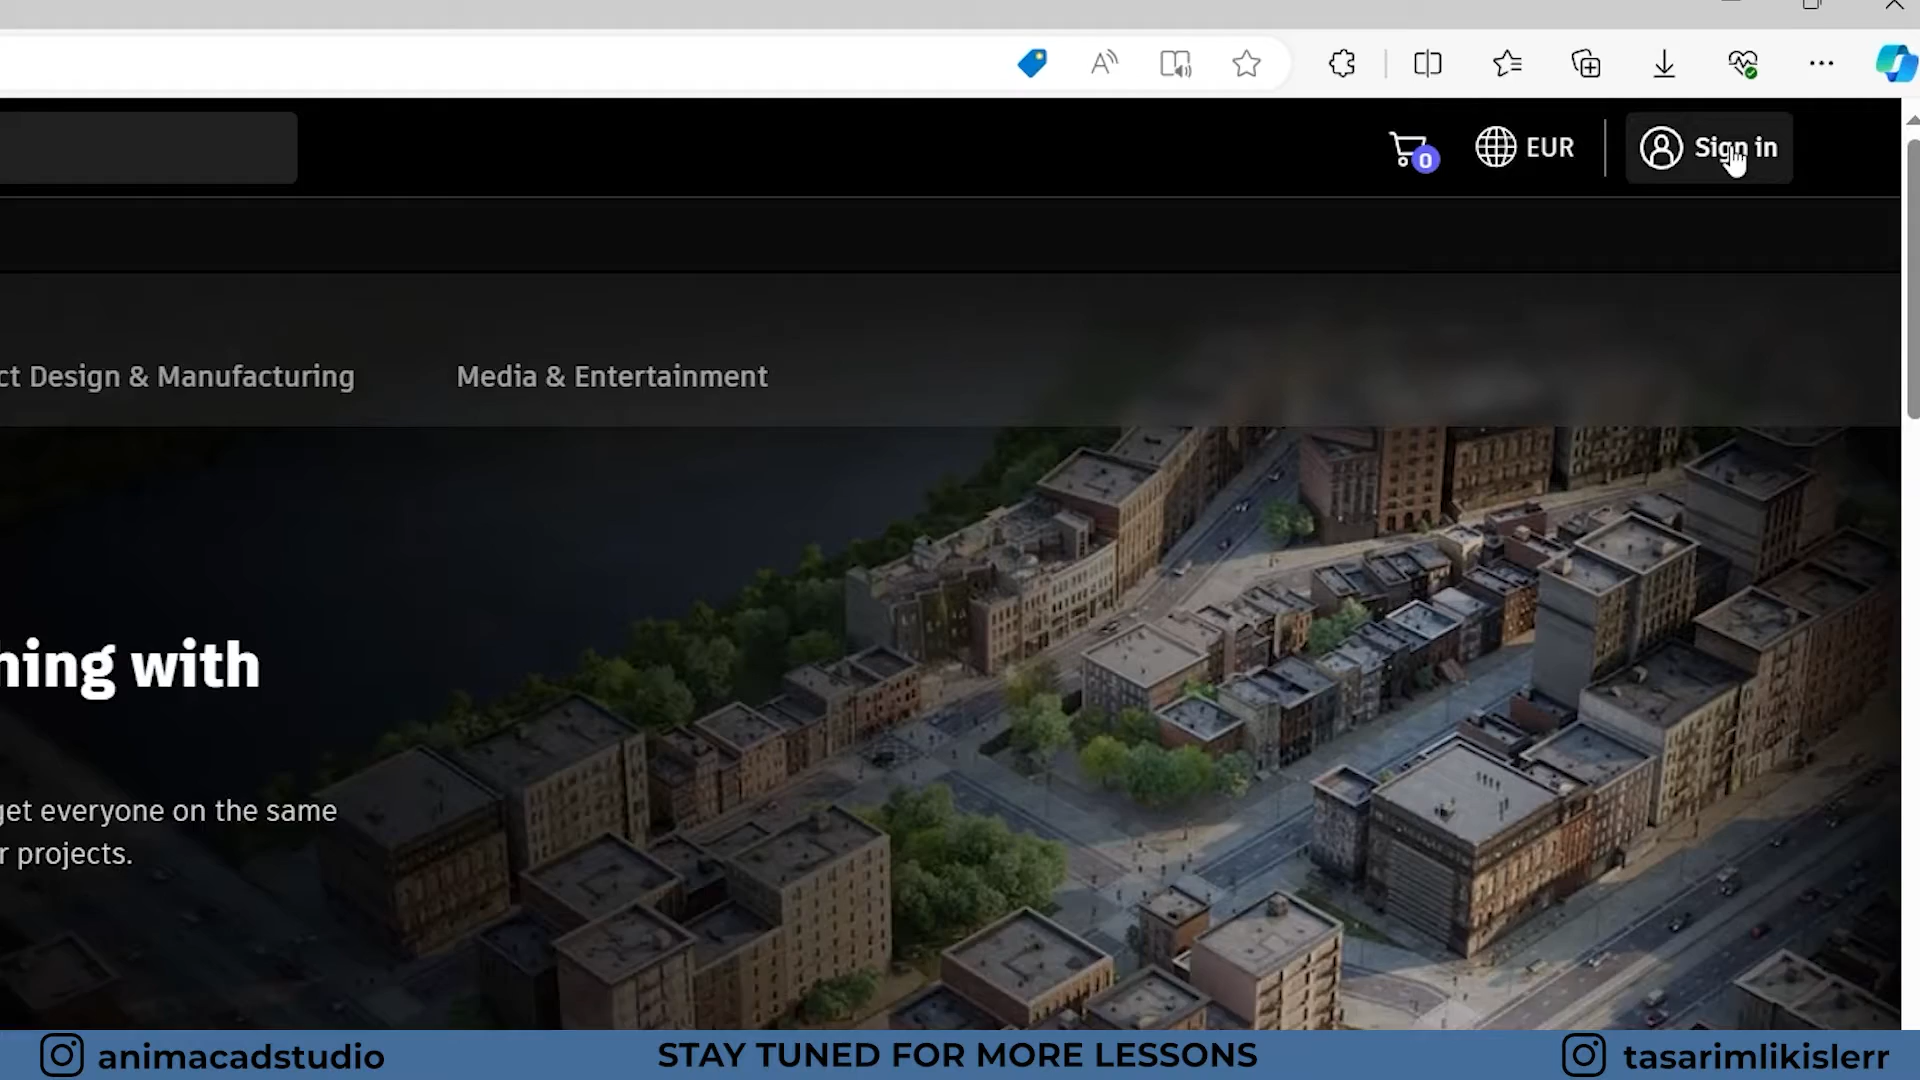 0
EUR
Sign in
ct Design & Manufacturing
Media & Entertainment
hing with
get everyone on the same
r projects.
animacadstudio
STAY TUNED FOR MORE LESSONS
tasarimlikislerr